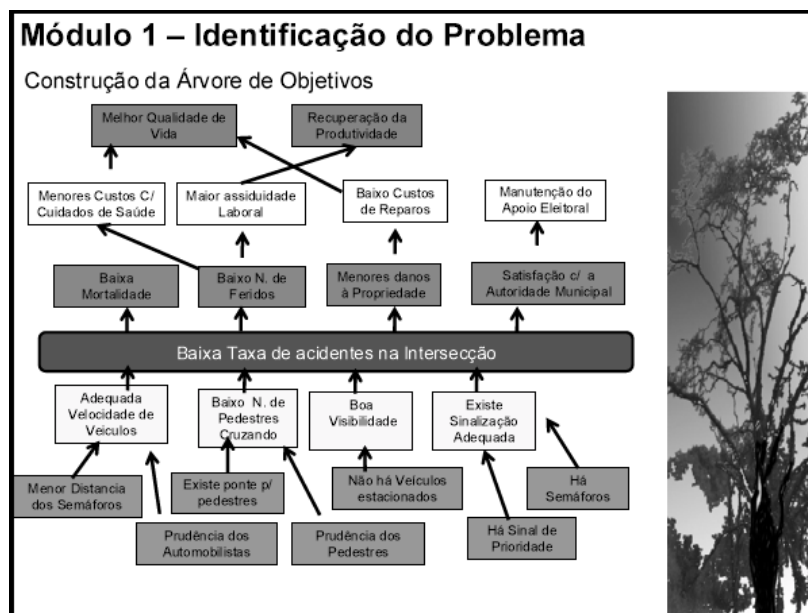 Módulo 1 – Identificação do Problema
Construção da Árvore de Objetivos
Melhor Qualidade de
Vida
Recuperação da
Produtividade
Menores Custos C/
Cuidados de Saúde
Maior assiduidade
Laboral
Baixo Custos
de Reparos
Manutenção do
Apoio Eleitoral
Baixa
Mortalidade
Baixo N. de
Feridos
Menores danos
à Propriedade
Satisfação c/ a
Autoridade Municipal
Baixa Taxa de acidentes na Intersecção
Adequada
Velocidade de
Veiculos
Baixo N. de
Pedestres
Cruzando
Boa
Visibilidade
Existe
Sinalização
Adequada
Menor Distancia
dos Semáforos
Existe ponte p/
pedestres
Não há Veículos
estacionados
Há
Semáforos
Prudência dos
Automobilistas
Prudência dos
Pedestres
Há Sinal de
Prioridade